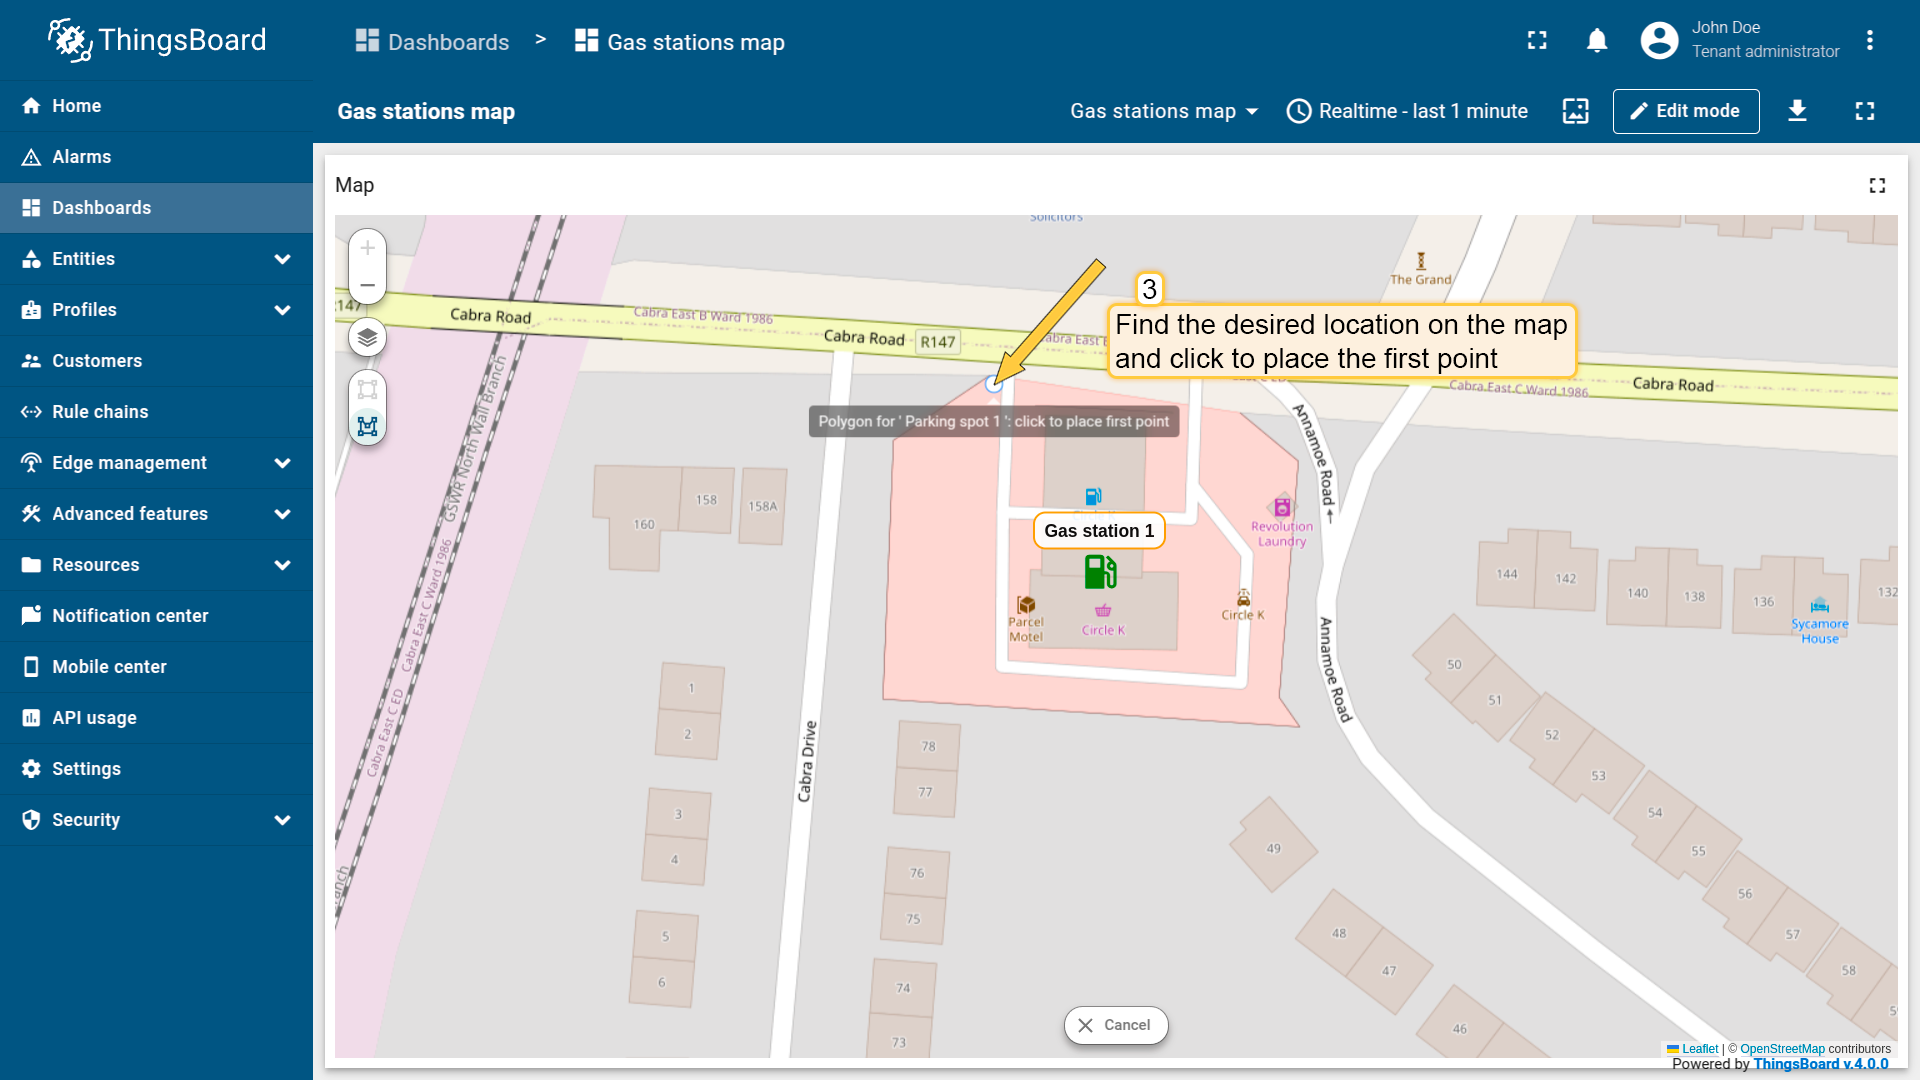 ThingsBoard
Dashboards > Gas stations map
John Doe
Tenant administrator
Home
Alarms
Dashboards
Entities
Profiles
Customers
Rule chains
Edge management
Advanced features
Resources
Notification center
Mobile center
API usage
Settings
Security
Gas stations map
Gas stations map
Realtime - last 1 minute
Edit mode
Map
+
−
Solicitors
The Grand
3
Find the desired location on the map
and click to place the first point
R147
Cabra Road
Cabra East B Ward 1986
Cabra Road
R147
Cabra East C Ward 1986
Cabra Road
Polygon for ' Parking spot 1 ': click to place first point
GSWR North Wall Branch
Cabra East C Ward 1986
Cabra East C ED
Annamoe Road
Annamoe Road
Cabra Drive
Gas station 1
Revolution
Laundry
Parcel
Motel
Circle K
Circle K
Sycamore
House
160
158
158A
144
142
140
138
136
132
1
2
3
4
5
6
78
77
76
75
74
73
50
51
52
53
54
55
56
57
58
49
48
47
46
Cancel
Leaflet | © OpenStreetMap contributors
Powered by ThingsBoard v.4.0.0